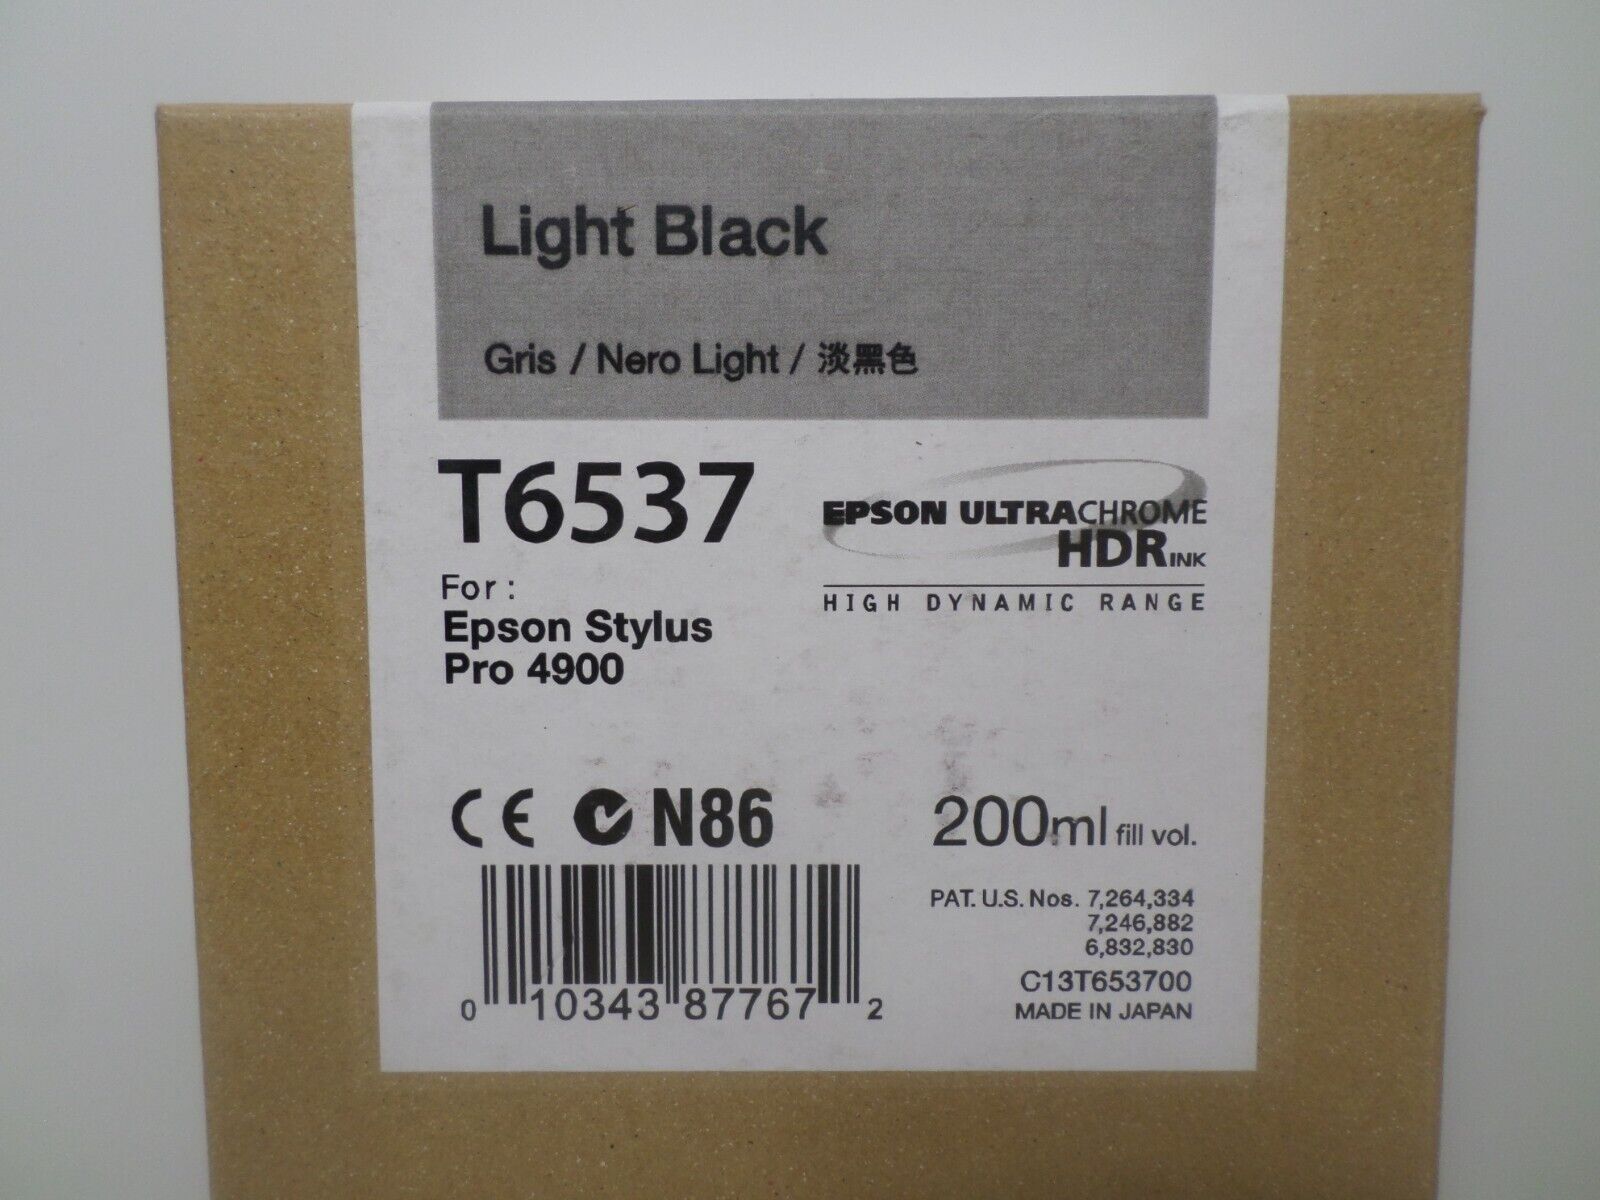 Light Black
Gris / Nero Light / 淡黑色
T6537
EPSON ULTRACHROME
HDR INK
HIGH DYNAMIC RANGE
For :
Epson Stylus
Pro 4900
CE N86
200ml fill vol.
PAT. U.S. Nos. 7,264,334
7,246,882
6,832,830
C13T653700
MADE IN JAPAN
0 10343 87767 2